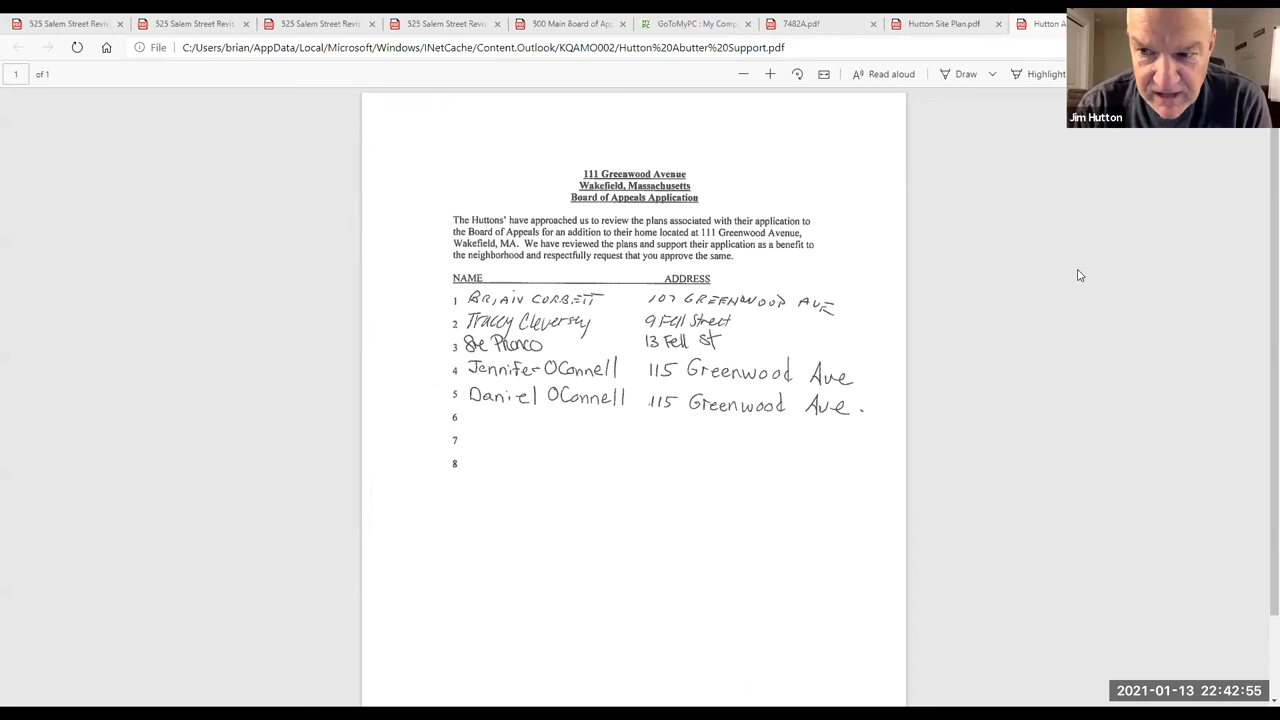 525 Salem Street Revis
525 Salem Street Revis
525 Salem Street Revis
525 Salem Street Revis
500 Main Board of Ap
GoToMyPC : My Comp
7482A.pdf
Hutton Site Plan.pdf
Hutton A
File
C:/Users/brian/AppData/Local/Microsoft/Windows/INetCache/Content.Outlook/KQAMO002/Hutton%20Abutter%20Support.pdf
1 of 1
Read aloud
Draw
Highlight
Jim Hutton
111 Greenwood Avenue
Wakefield, Massachusetts
Board of Appeals Application
The Huttons' have approached us to review the plans associated with their application to
the Board of Appeals for an addition to their home located at 111 Greenwood Avenue,
Wakefield, MA. We have reviewed the plans and support their application as a benefit to
the neighborhood and respectfully request that you approve the same.
NAME ADDRESS
1 BRIAN CORBETT 107 GREENWOOD AVE
2 Tracey Cleversey 9 Fell Street
3 13 Fell St
4 Jennifer OConnell 115 Greenwood Ave
5 Daniel OConnell 115 Greenwood Ave.
6
7
8
2021-01-13 22:42:55